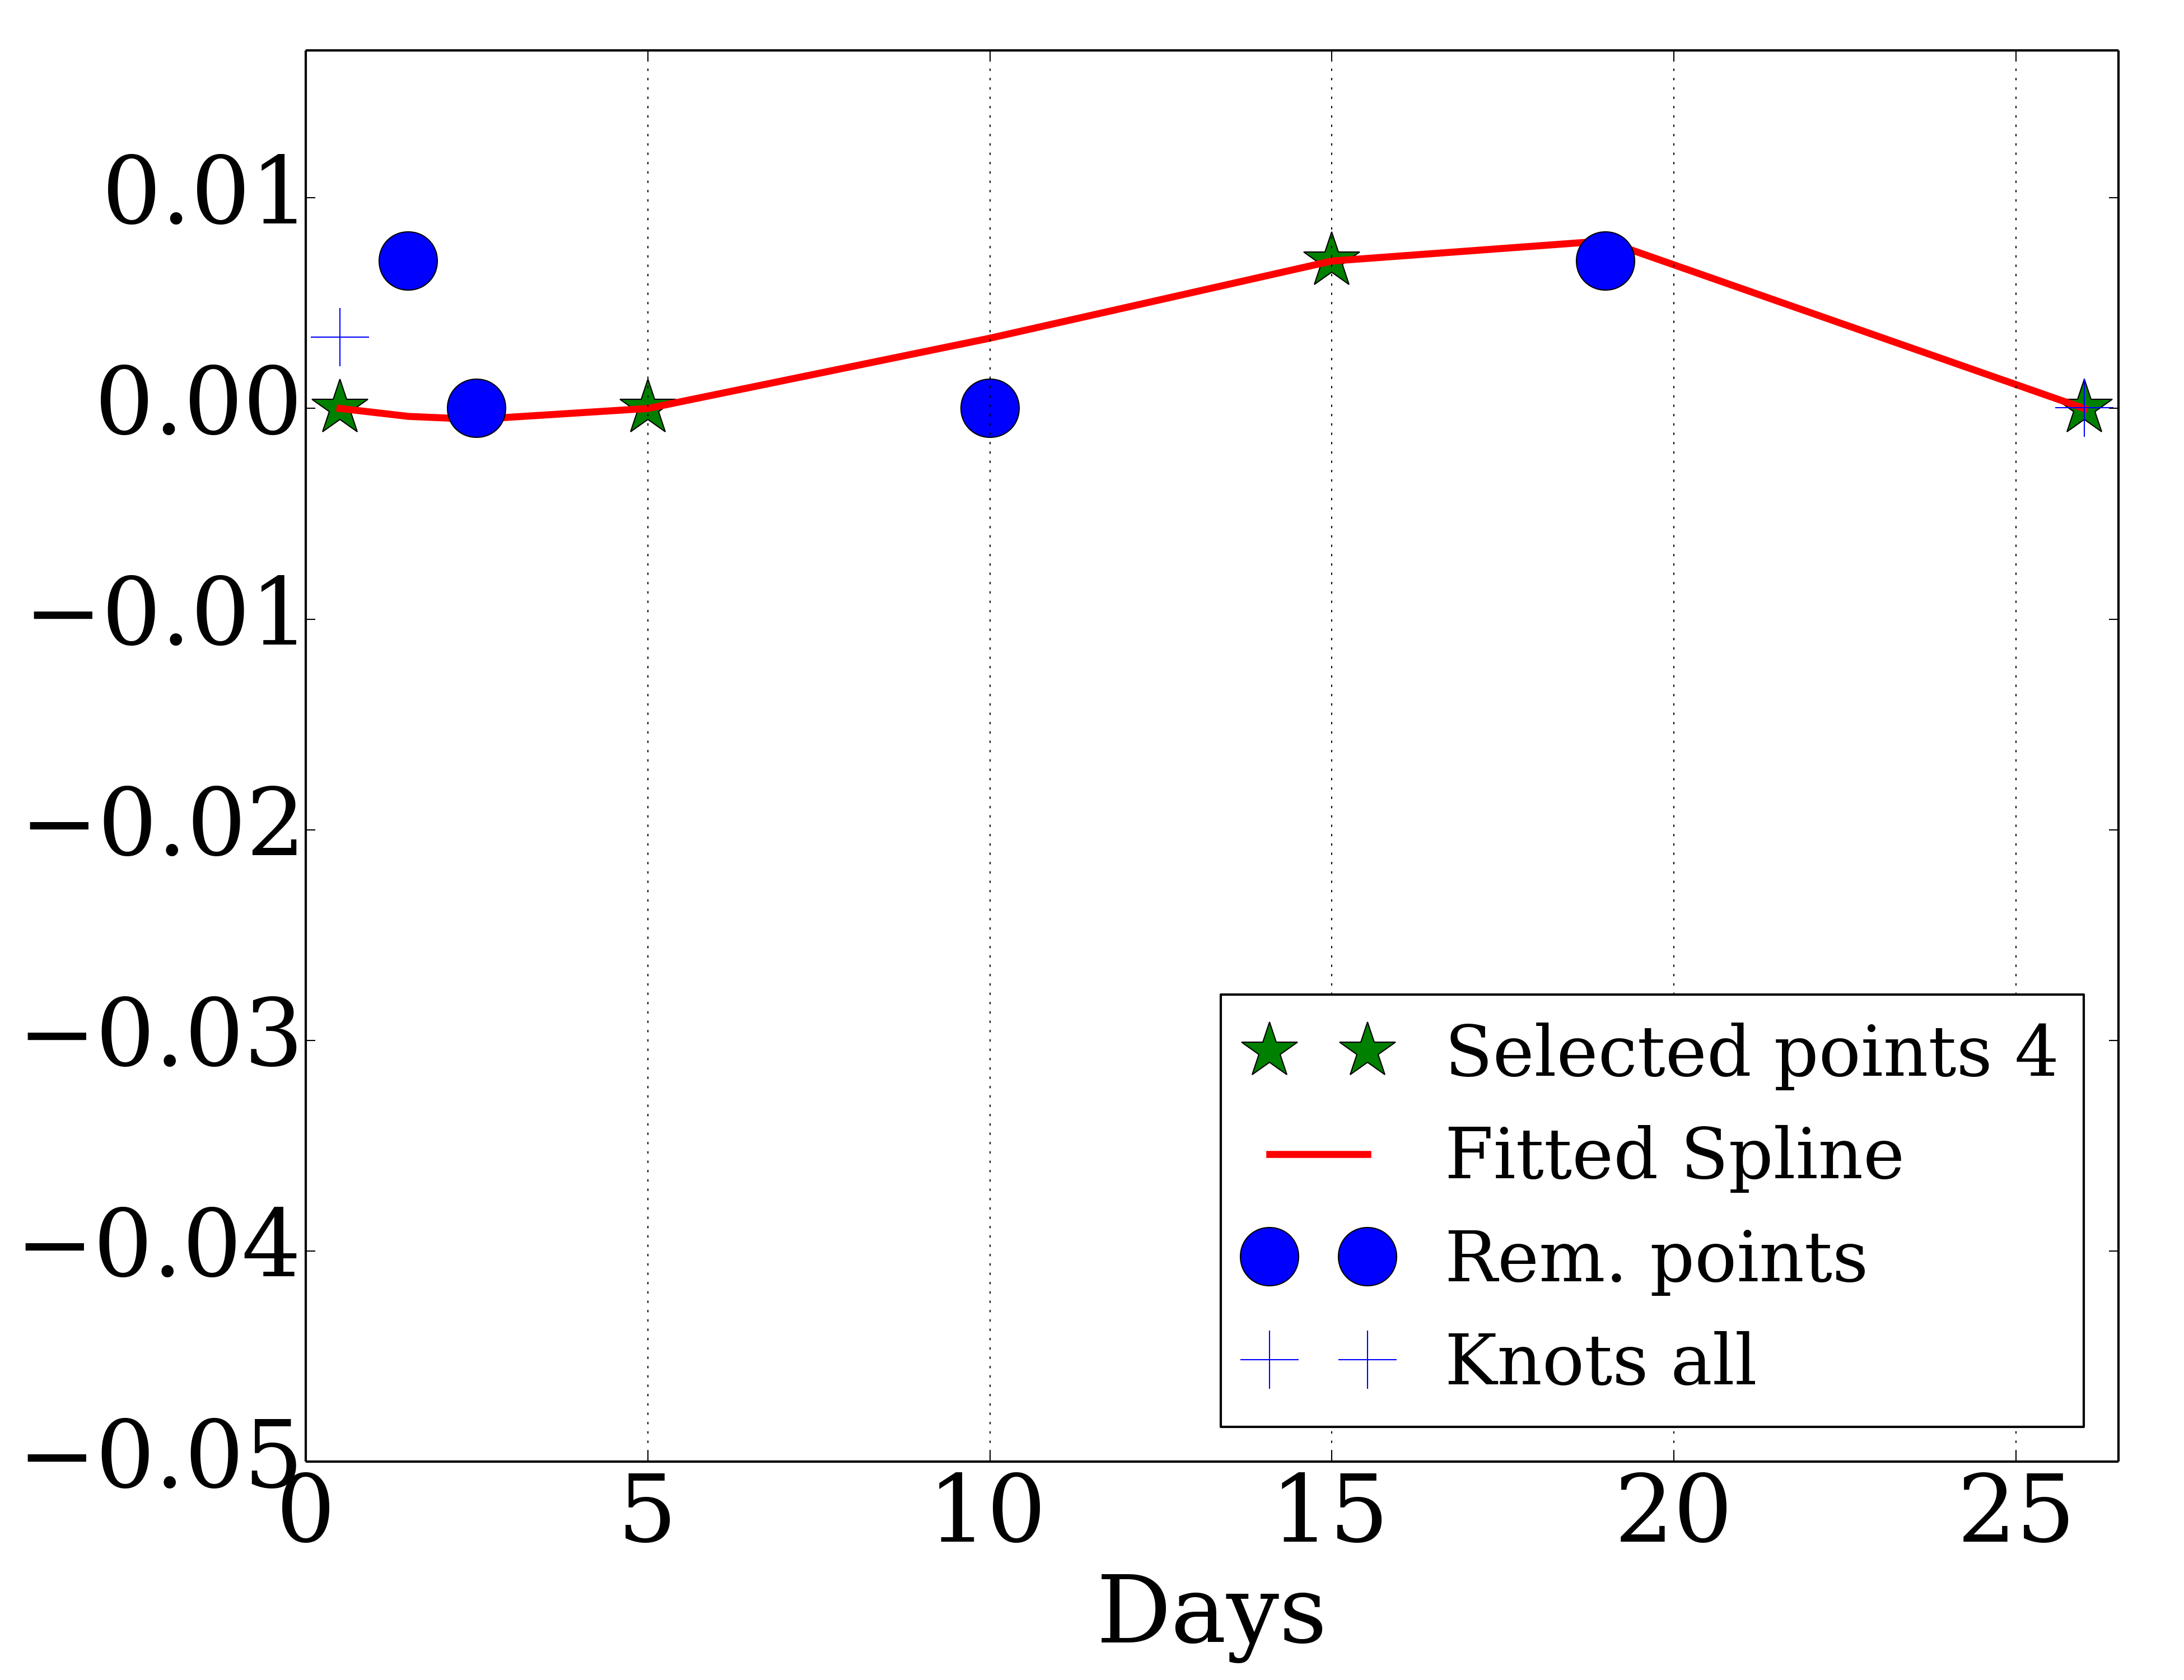 0.01
0.00
−0.01
−0.02
−0.03
−0.04
−0.05
Selected points 4
Fitted Spline
Rem. points
Knots all
0 5 10 15 20 25
Days